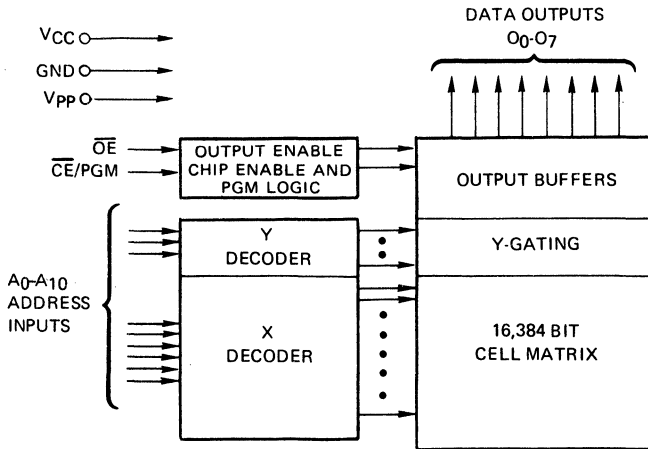 DATA OUTPUTS
O0-O7
VCC
GND
VPP
OE
CE/PGM
OUTPUT ENABLE
CHIP ENABLE AND
PGM LOGIC
OUTPUT BUFFERS
Y
DECODER
Y-GATING
A0-A10
ADDRESS
INPUTS
X
DECODER
16,384 BIT
CELL MATRIX